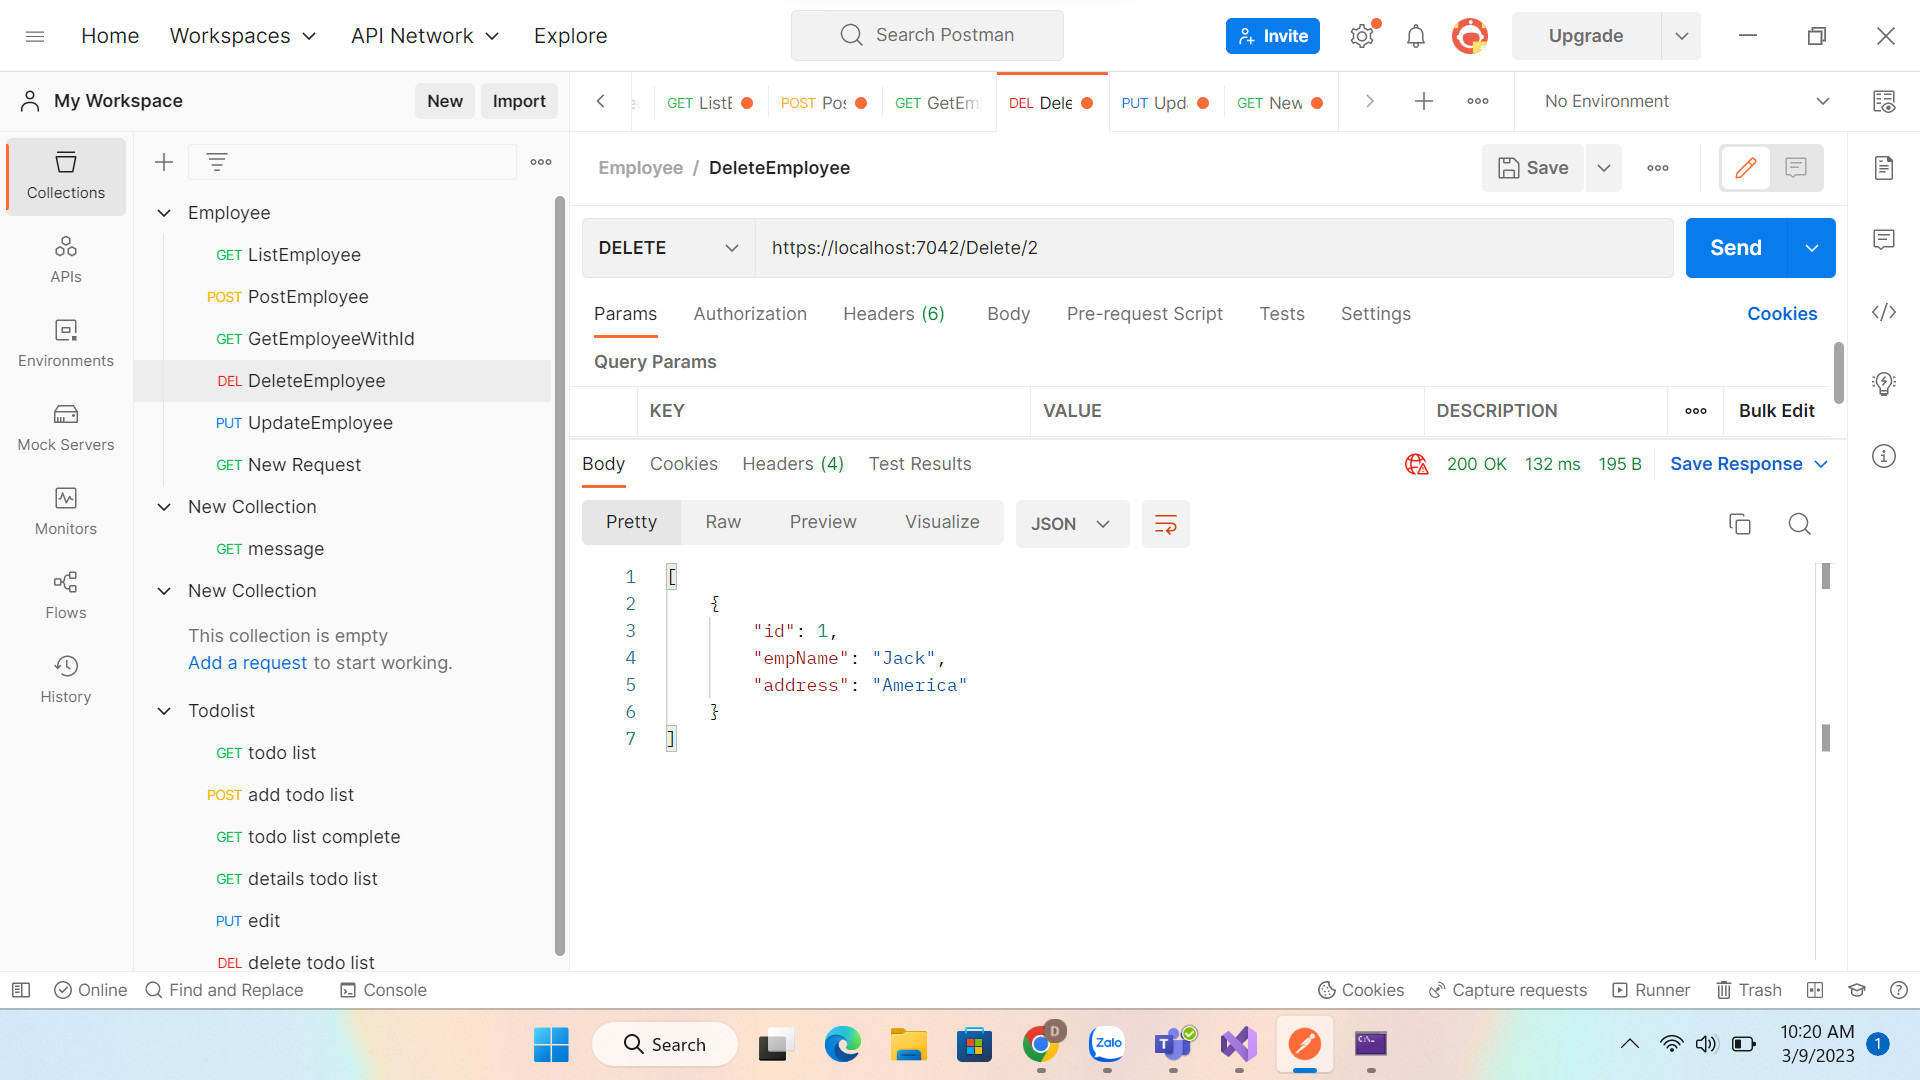 Home Workspaces API Network Explore Search Postman Invite Upgrade
My Workspace New Import
GET ListE POST Pos GET GetEm DEL Dele PUT Upd GET New No Environment
Collections
APIs
Environments
Mock Servers
Monitors
Flows
History
Employee
GET ListEmployee
POST PostEmployee
GET GetEmployeeWithId
DEL DeleteEmployee
PUT UpdateEmployee
GET New Request
New Collection
GET message
New Collection
This collection is empty
Add a request to start working.
Todolist
GET todo list
POST add todo list
GET todo list complete
GET details todo list
PUT edit
DEL delete todo list
Employee / DeleteEmployee Save
DELETE https://localhost:7042/Delete/2 Send
Params Authorization Headers (6) Body Pre-request Script Tests Settings Cookies
Query Params
KEY VALUE DESCRIPTION Bulk Edit
Body Cookies Headers (4) Test Results 200 OK 132 ms 195 B Save Response
Pretty Raw Preview Visualize JSON
1 [
2 {
3 "id": 1,
4 "empName": "Jack",
5 "address": "America"
6 }
7 ]
Online Find and Replace Console Cookies Capture requests Runner Trash
Search D Zalo T C:\ 10:20 AM
3/9/2023 1